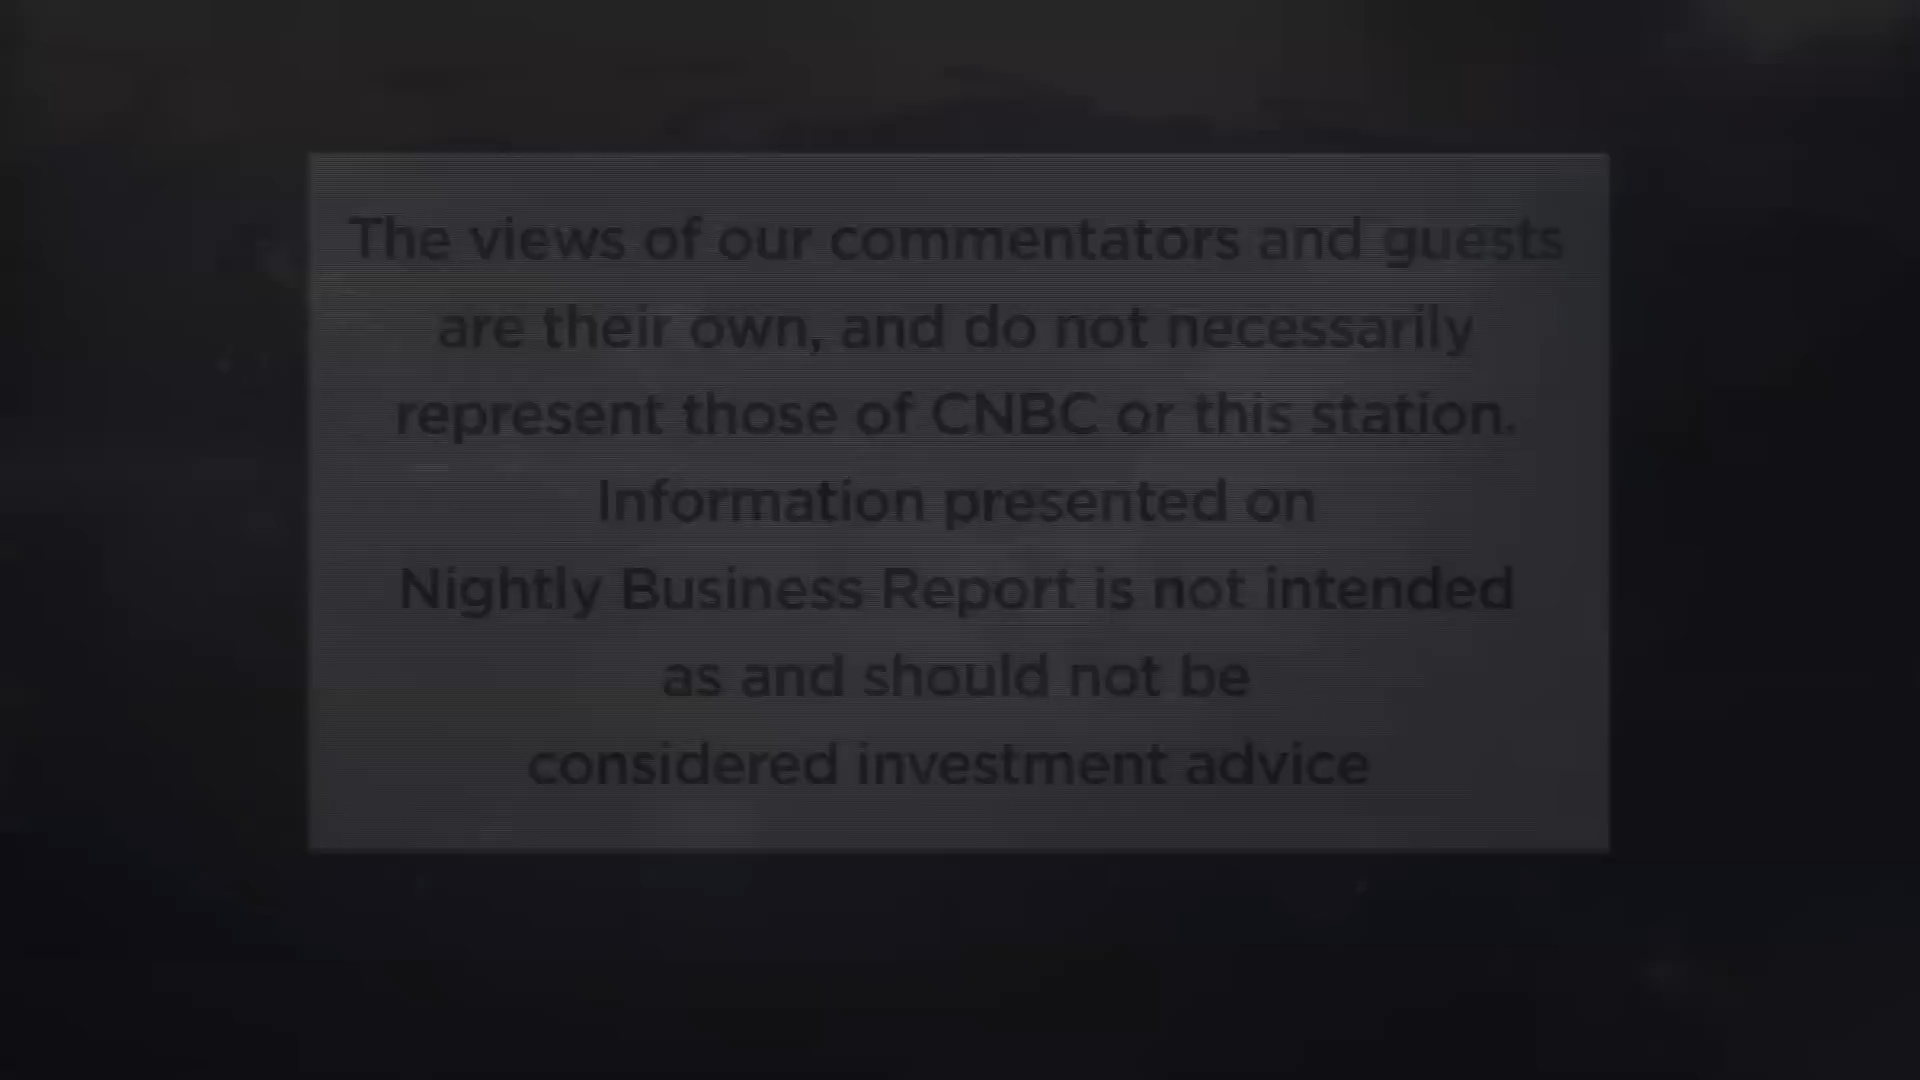 The views of our commentators and guests
are their own, and do not necessarily
represent those of CNBC or this station.
Information presented on
Nightly Business Report is not intended
as and should not be
considered investment advice